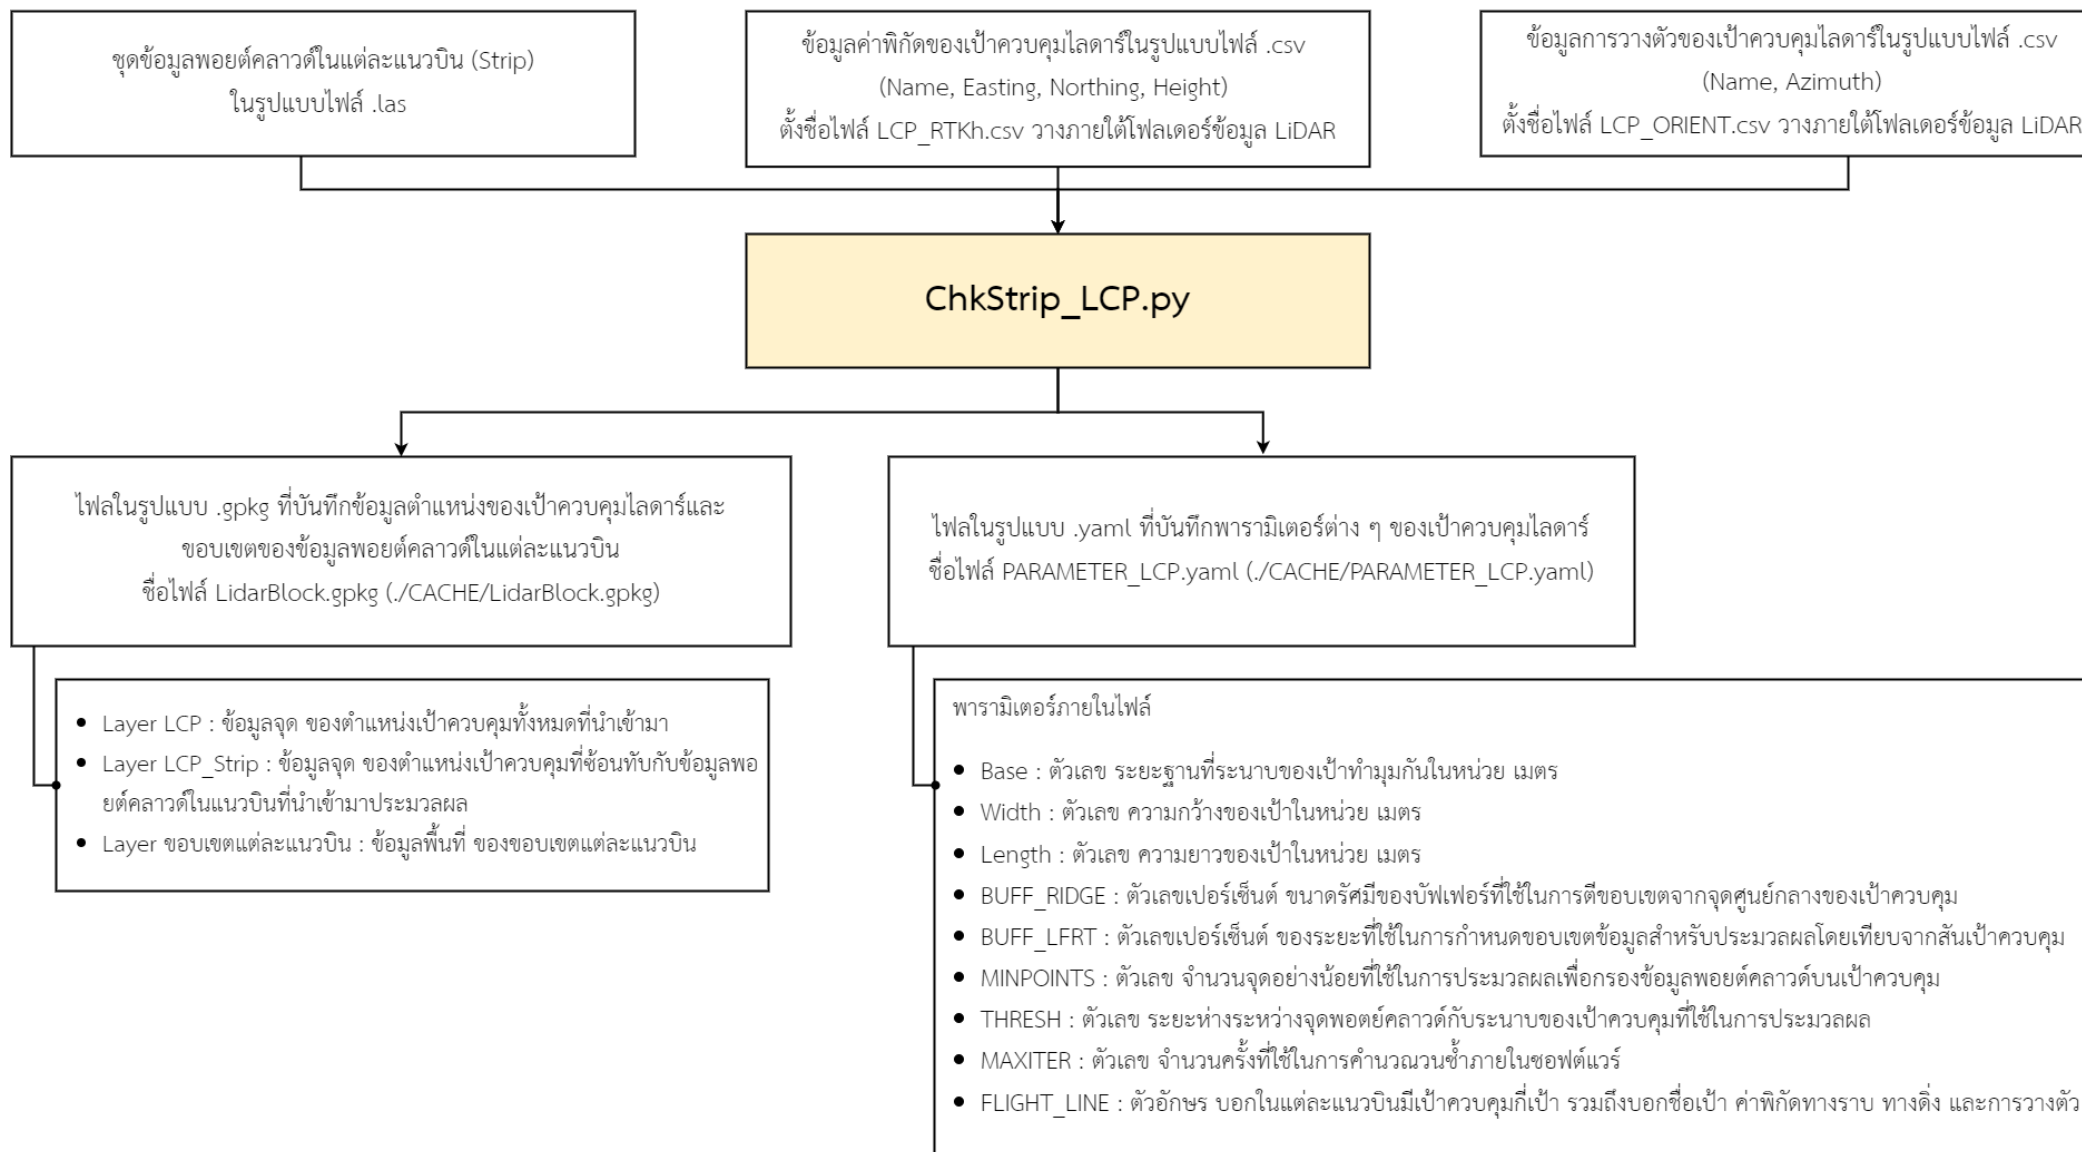 ชุดข้อมูลพอยต์คลาวด์ในแต่ละแนวบิน (Strip)
ในรูปแบบไฟล์ .las
ข้อมูลค่าพิกัดของเป้าควบคุมไลดาร์ในรูปแบบไฟล์ .csv
(Name, Easting, Northing, Height)
ตั้งชื่อไฟล์ LCP_RTKh.csv วางภายใต้โฟลเดอร์ข้อมูล LiDAR
ข้อมูลการวางตัวของเป้าควบคุมไลดาร์ในรูปแบบไฟล์ .csv
(Name, Azimuth)
ตั้งชื่อไฟล์ LCP_ORIENT.csv วางภายใต้โฟลเดอร์ข้อมูล LiDAR
ChkStrip_LCP.py
ไฟลในรูปแบบ .gpkg ที่บันทึกข้อมูลตำแหน่งของเป้าควบคุมไลดาร์และ
ขอบเขตของข้อมูลพอยต์คลาวด์ในแต่ละแนวบิน
ชื่อไฟล์ LidarBlock.gpkg (./CACHE/LidarBlock.gpkg)
• Layer LCP : ข้อมูลจุด ของตำแหน่งเป้าควบคุมทั้งหมดที่นำเข้ามา
• Layer LCP_Strip : ข้อมูลจุด ของตำแหน่งเป้าควบคุมที่ซ้อนทับกับข้อมูลพอ
ยต์คลาวด์ในแนวบินที่นำเข้ามาประมวลผล
• Layer ขอบเขตแต่ละแนวบิน : ข้อมูลพื้นที่ ของขอบเขตแต่ละแนวบิน
ไฟลในรูปแบบ .yaml ที่บันทึกพารามิเตอร์ต่าง ๆ ของเป้าควบคุมไลดาร์
ชื่อไฟล์ PARAMETER_LCP.yaml (./CACHE/PARAMETER_LCP.yaml)
พารามิเตอร์ภายในไฟล์
• Base : ตัวเลข ระยะฐานที่ระนาบของเป้าทำมุมกันในหน่วย เมตร
• Width : ตัวเลข ความกว้างของเป้าในหน่วย เมตร
• Length : ตัวเลข ความยาวของเป้าในหน่วย เมตร
• BUFF_RIDGE : ตัวเลขเปอร์เซ็นต์ ขนาดรัศมีของบัฟเฟอร์ที่ใช้ในการตีขอบเขตจากจุดศูนย์กลางของเป้าควบคุม
• BUFF_LFRT : ตัวเลขเปอร์เซ็นต์ ของระยะที่ใช้ในการกำหนดขอบเขตข้อมูลสำหรับประมวลผลโดยเทียบจากสันเป้าควบคุม
• MINPOINTS : ตัวเลข จำนวนจุดอย่างน้อยที่ใช้ในการประมวลผลเพื่อกรองข้อมูลพอยต์คลาวด์บนเป้าควบคุม
• THRESH : ตัวเลข ระยะห่างระหว่างจุดพอตย์คลาวด์กับระนาบของเป้าควบคุมที่ใช้ในการประมวลผล
• MAXITER : ตัวเลข จำนวนครั้งที่ใช้ในการคำนวณวนซ้ำภายในซอฟต์แวร์
• FLIGHT_LINE : ตัวอักษร บอกในแต่ละแนวบินมีเป้าควบคุมกี่เป้า รวมถึงบอกชื่อเป้า ค่าพิกัดทางราบ ทางดิ่ง และการวางตัว